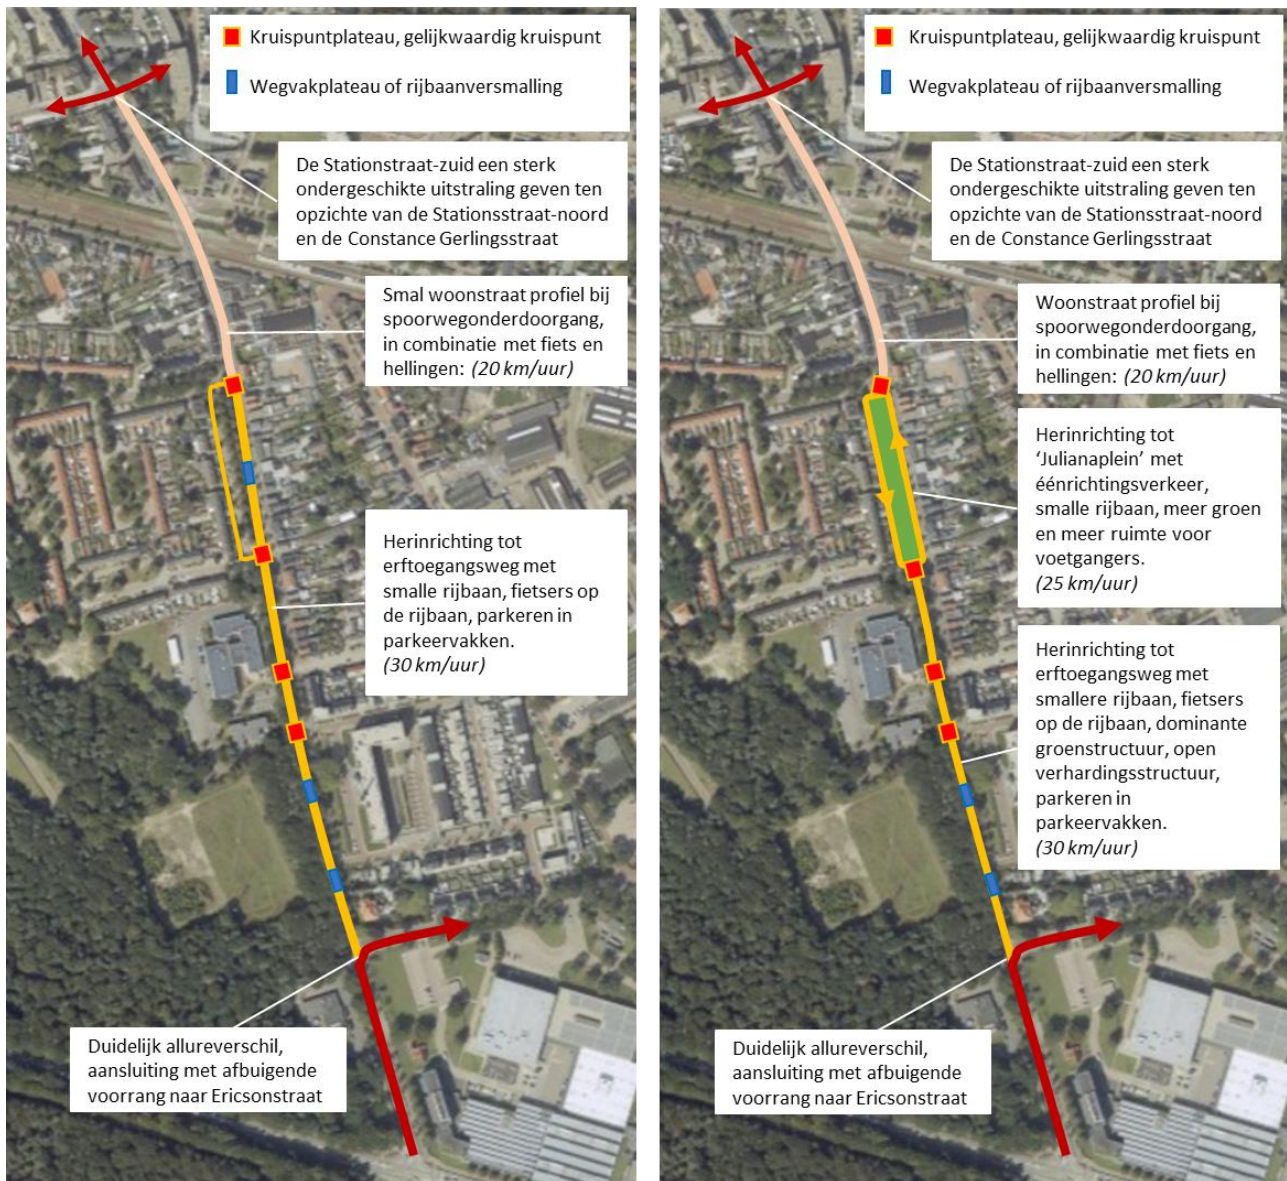 Kruispuntplateau, gelijkwaardig kruispunt
Wegvakplateau of rijbaanversmalling
De Stationstraat-zuid een sterk
ondergeschikte uitstraling geven ten
opzichte van de Stationsstraat-noord
en de Constance Gerlingsstraat
Smal woonstraat profiel bij
spoorwegonderdoorgang,
in combinatie met fiets en
hellingen: (20 km/uur)
Herinrichting tot
erftoegangsweg met
smalle rijbaan, fietsers op
de rijbaan, parkeren in
parkeervakken.
(30 km/uur)
Duidelijk allureverschil,
aansluiting met afbuigende
voorrang naar Ericsonstraat
Kruispuntplateau, gelijkwaardig kruispunt
Wegvakplateau of rijbaanversmalling
De Stationstraat-zuid een sterk
ondergeschikte uitstraling geven ten
opzichte van de Stationsstraat-noord
en de Constance Gerlingsstraat
Woonstraat profiel bij
spoorwegonderdoorgang,
in combinatie met fiets en
hellingen: (20 km/uur)
Herinrichting tot
‘Julianaplein’ met
éénrichtingsverkeer,
smalle rijbaan, meer groen
en meer ruimte voor
voetgangers.
(25 km/uur)
Herinrichting tot
erftoegangsweg met
smallere rijbaan, fietsers
op de rijbaan, dominante
groenstructuur, open
verhardingsstructuur,
parkeren in
parkeervakken.
(30 km/uur)
Duidelijk allureverschil,
aansluiting met afbuigende
voorrang naar Ericsonstraat